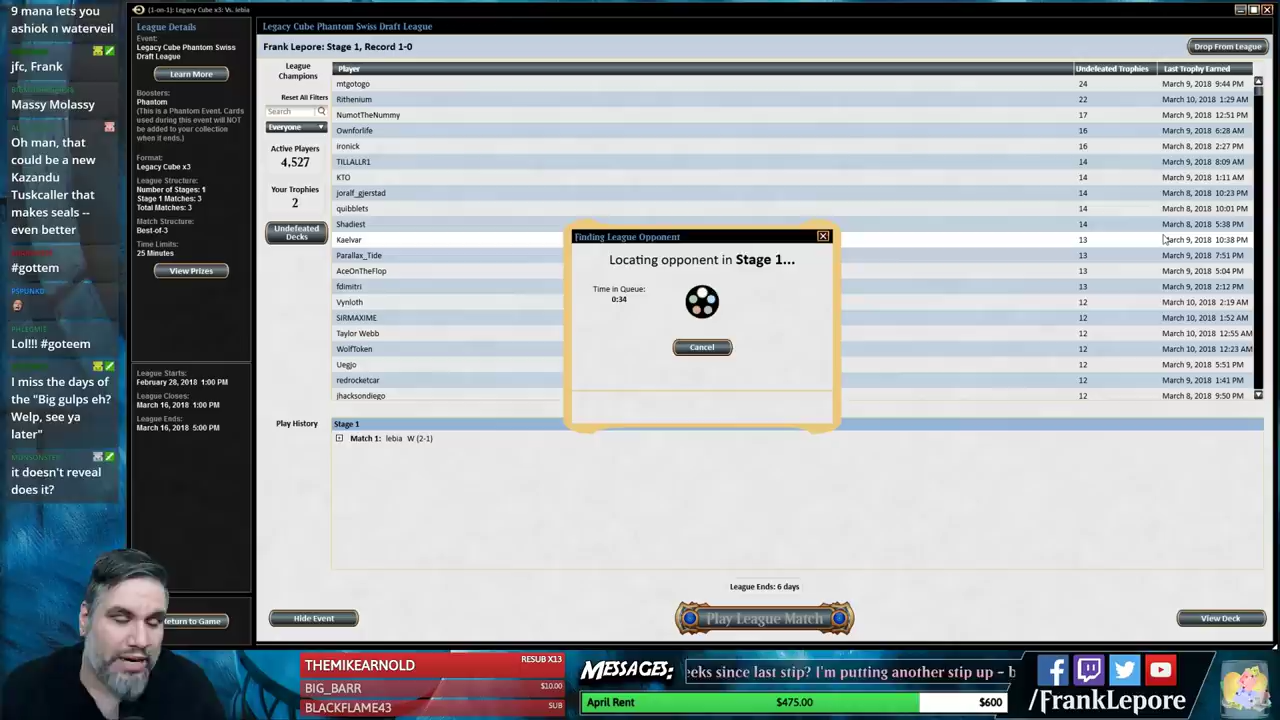 9 nana lets you
ashiok n waterveil
jfc, Frank
Massy Molassy
Oh man, that
could be a new
Kazandu
Tuskcaller that
makes seals --
even better
#gottem
PSPUNKO
PHLEGMIE
Lol!!! #goteem
I miss the days of
the "Big gulps eh?
Welp, see ya
later"
it doesn't reveal
does it?
(1-on-1): Legacy Cube x3: Vs. lebia
League Details
Event:
Legacy Cube Phantom Swiss
Draft League
Learn More
Boosters:
Phantom
(This is a Phantom Event. Cards
used during this event will NOT
be added to your collection
when it ends.)
Format:
Legacy Cube x3
League Structure:
Number of Stages: 1
Stage 1 Matches: 3
Total Matches: 3
Match Structure:
Best-of-3
Time Limits:
25 Minutes
View Prizes
League Starts:
February 28, 2018 1:00 PM
League Closes:
March 16, 2018 1:00 PM
League Ends:
March 16, 2018 5:00 PM
Return to Game
Legacy Cube Phantom Swiss Draft League
Frank Lepore: Stage 1, Record 1-0
Drop From League
League
Champions
Reset All Filters
Search
Everyone
Active Players
4,527
Your Trophies
2
Undefeated
Decks
Player Undefeated Trophies Last Trophy Earned
mtgotogo 24 March 9, 2018 9:44 PM
Rithenium 22 March 10, 2018 1:29 AM
NumotTheNummy 17 March 9, 2018 12:51 PM
Ownforlife 16 March 9, 2018 6:28 AM
ironick 16 March 8, 2018 2:27 PM
TILLALLR1 14 March 9, 2018 8:09 AM
KTO 14 March 9, 2018 1:11 AM
joralf_gjerstad 14 March 8, 2018 10:23 PM
quibblets 14 March 8, 2018 10:01 PM
Shadiest 14 March 8, 2018 5:38 PM
Kaelvar 13 March 9, 2018 10:38 PM
Parallax_Tide 13 March 9, 2018 7:51 PM
AceOnTheFlop 13 March 9, 2018 5:04 PM
fdimitri 13 March 9, 2018 2:12 PM
Vynloth 12 March 10, 2018 2:19 AM
SIRMAXIME 12 March 10, 2018 1:52 AM
Taylor Webb 12 March 10, 2018 12:55 AM
WolfToken 12 March 10, 2018 12:23 AM
Uegjo 12 March 9, 2018 5:51 PM
redrocketcar 12 March 9, 2018 1:41 PM
jhacksondiego 12 March 8, 2018 9:50 PM
Finding League Opponent
Locating opponent in Stage 1...
Time in Queue:
0:34
Cancel
Play History
Stage 1
Match 1: lebia W (2-1)
League Ends: 6 days
Hide Event
Play League Match
View Deck
THEMIKEARNOLD RESUB X13
BIG_BARR $10.00
BLACKFLAME43 SUB
MESSAGES:
eeks since last stip? I'm putting another stip up – b
April Rent $475.00 $600
/FrankLepore